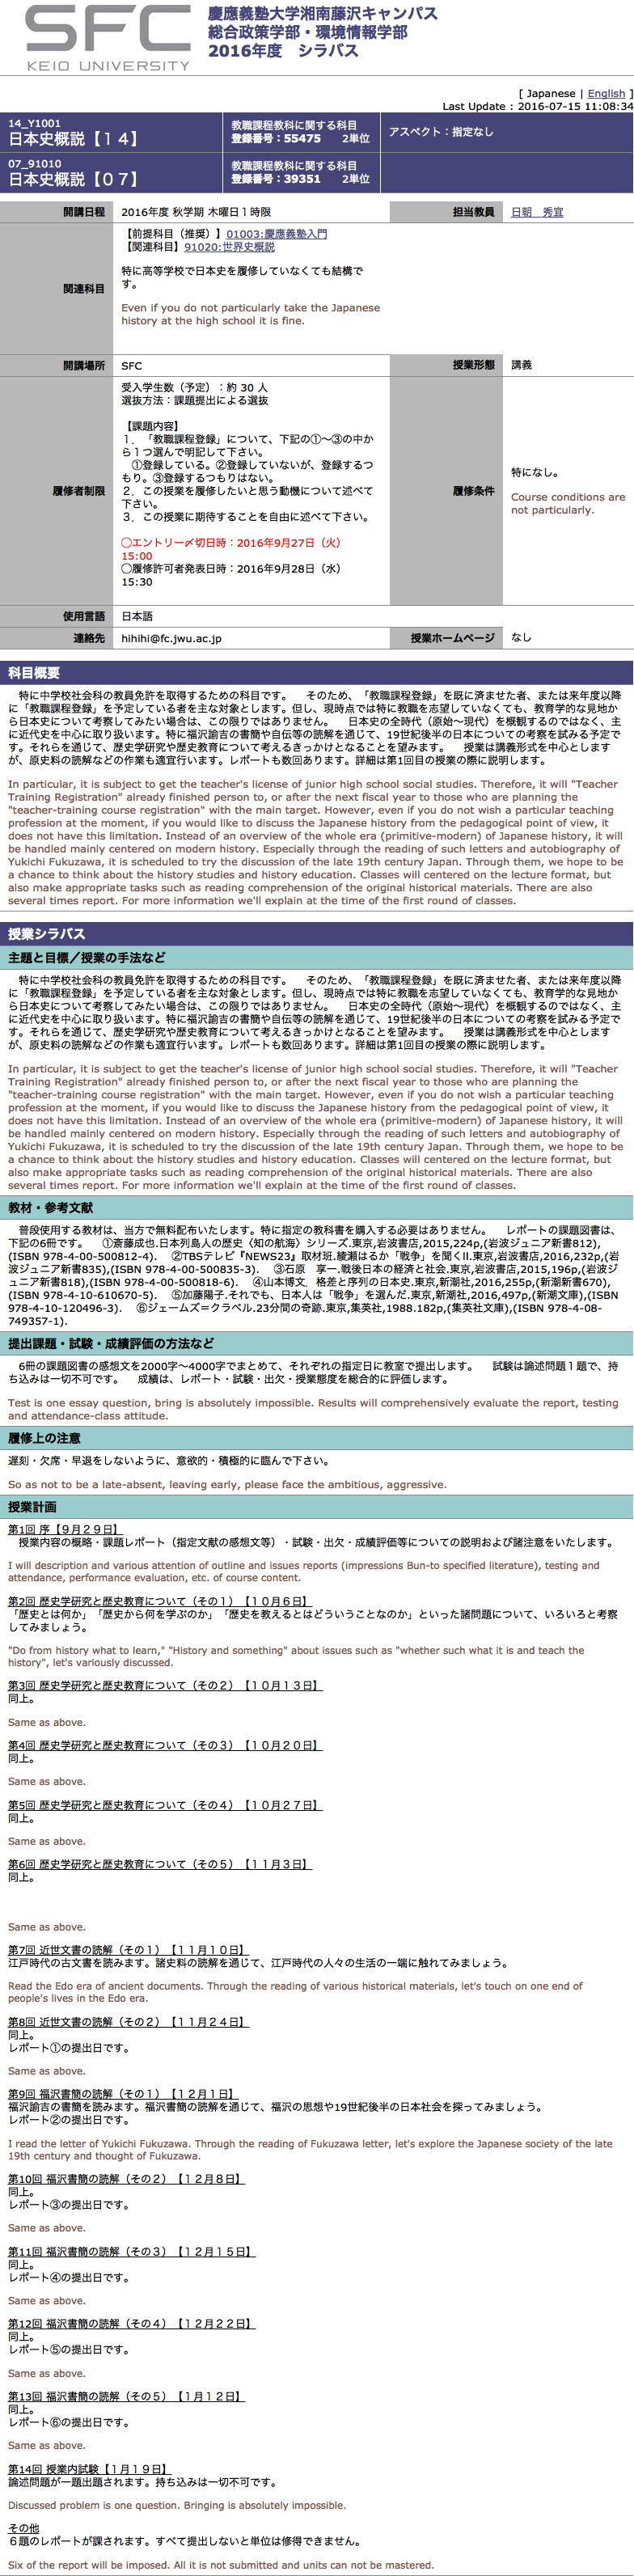 SFC
KEIO UNIVERSITY
慶應義塾大学湘南藤沢キャンパス
総合政策学部・環境情報学部
2016年度　シラバス
[ Japanese | English ]
Last Update : 2016-07-15 11:08:34
14_Y1001
日本史概説【１４】
教職課程教科に関する科目
登録番号：55475　　2単位
アスペクト：指定なし
07_91010
日本史概説【０７】
教職課程教科に関する科目
登録番号：39351　　2単位
開講日程
2016年度 秋学期 木曜日１時限
担当教員
日朝　秀宜
関連科目
【前提科目（推奨）】01003:慶應義塾入門
【関連科目】91020:世界史概説
特に高等学校で日本史を履修していなくても結構で
す。
Even if you do not particularly take the Japanese
history at the high school it is fine.
開講場所
SFC
授業形態
講義
履修者制限
受入学生数（予定）：約 30 人
選抜方法：課題提出による選抜
【課題内容】
１．「教職課程登録」について、下記の①〜③の中か
ら１つ選んで明記して下さい。
　①登録している。②登録していないが、登録するつ
もり。③登録するつもりはない。
２．この授業を履修したいと思う動機について述べて
下さい。
３．この授業に期待することを自由に述べて下さい。
◯エントリー〆切日時：2016年9月27日（火）
15:00
◯履修許可者発表日時：2016年9月28日（水）
15:30
履修条件
特になし。
Course conditions are
not particularly.
使用言語
日本語
連絡先
hihihi@fc.jwu.ac.jp
授業ホームページ
なし
科目概要
　特に中学校社会科の教員免許を取得するための科目です。　そのため、「教職課程登録」を既に済ませた者、または来年度以降
に「教職課程登録」を予定している者を主な対象とします。但し、現時点では特に教職を志望していなくても、教育学的な見地か
ら日本史について考察してみたい場合は、この限りではありません。　日本史の全時代（原始〜現代）を概観するのではなく、主
に近代史を中心に取り扱います。特に福沢諭吉の書簡や自伝等の読解を通じて、19世紀後半の日本についての考察を試みる予定で
す。それらを通じて、歴史学研究や歴史教育について考えるきっかけとなることを望みます。　授業は講義形式を中心とします
が、原史料の読解などの作業も適宜行います。レポートも数回あります。詳細は第1回目の授業の際に説明します。
In particular, it is subject to get the teacher's license of junior high school social studies. Therefore, it will "Teacher
Training Registration" already finished person to, or after the next fiscal year to those who are planning the
"teacher-training course registration" with the main target. However, even if you do not wish a particular teaching
profession at the moment, if you would like to discuss the Japanese history from the pedagogical point of view, it
does not have this limitation. Instead of an overview of the whole era (primitive-modern) of Japanese history, it will
be handled mainly centered on modern history. Especially through the reading of such letters and autobiography of
Yukichi Fukuzawa, it is scheduled to try the discussion of the late 19th century Japan. Through them, we hope to be
a chance to think about the history studies and history education. Classes will centered on the lecture format, but
also make appropriate tasks such as reading comprehension of the original historical materials. There are also
several times report. For more information we'll explain at the time of the first round of classes.
授業シラバス
主題と目標／授業の手法など
　特に中学校社会科の教員免許を取得するための科目です。　そのため、「教職課程登録」を既に済ませた者、または来年度以降
に「教職課程登録」を予定している者を主な対象とします。但し、現時点では特に教職を志望していなくても、教育学的な見地か
ら日本史について考察してみたい場合は、この限りではありません。　日本史の全時代（原始〜現代）を概観するのではなく、主
に近代史を中心に取り扱います。特に福沢諭吉の書簡や自伝等の読解を通じて、19世紀後半の日本についての考察を試みる予定で
す。それらを通じて、歴史学研究や歴史教育について考えるきっかけとなることを望みます。　授業は講義形式を中心とします
が、原史料の読解などの作業も適宜行います。レポートも数回あります。詳細は第1回目の授業の際に説明します。
In particular, it is subject to get the teacher's license of junior high school social studies. Therefore, it will "Teacher
Training Registration" already finished person to, or after the next fiscal year to those who are planning the
"teacher-training course registration" with the main target. However, even if you do not wish a particular teaching
profession at the moment, if you would like to discuss the Japanese history from the pedagogical point of view, it
does not have this limitation. Instead of an overview of the whole era (primitive-modern) of Japanese history, it will
be handled mainly centered on modern history. Especially through the reading of such letters and autobiography of
Yukichi Fukuzawa, it is scheduled to try the discussion of the late 19th century Japan. Through them, we hope to be
a chance to think about the history studies and history education. Classes will centered on the lecture format, but
also make appropriate tasks such as reading comprehension of the original historical materials. There are also
several times report. For more information we'll explain at the time of the first round of classes.
教材・参考文献
　普段使用する教材は、当方で無料配布いたします。特に指定の教科書を購入する必要はありません。　レポートの課題図書は、
下記の6冊です。　①斎藤成也.日本列島人の歴史〈知の航海〉シリーズ.東京,岩波書店,2015,224p,(岩波ジュニア新書812),
(ISBN 978-4-00-500812-4).　②TBSテレビ『NEWS23』取材班.綾瀬はるか「戦争」を聞くII.東京,岩波書店,2016,232p,(岩
波ジュニア新書835),(ISBN 978-4-00-500835-3).　③石原　享一.戦後日本の経済と社会.東京,岩波書店,2015,196p,(岩波ジ
ュニア新書818),(ISBN 978-4-00-500818-6).　④山本博文．格差と序列の日本史.東京,新潮社,2016,255p,(新潮新書670),
(ISBN 978-4-10-610670-5).　⑤加藤陽子.それでも、日本人は「戦争」を選んだ.東京,新潮社,2016,497p,(新潮文庫),(ISBN
978-4-10-120496-3).　⑥ジェームズ＝クラベル.23分間の奇跡.東京,集英社,1988.182p,(集英社文庫),(ISBN 978-4-08-
749357-1).
提出課題・試験・成績評価の方法など
　6冊の課題図書の感想文を2000字〜4000字でまとめて、それぞれの指定日に教室で提出します。　試験は論述問題１題で、持
ち込みは一切不可です。　成績は、レポート・試験・出欠・授業態度を総合的に評価します。
Test is one essay question, bring is absolutely impossible. Results will comprehensively evaluate the report, testing
and attendance-class attitude.
履修上の注意
遅刻・欠席・早退をしないように、意欲的・積極的に臨んで下さい。
So as not to be a late-absent, leaving early, please face the ambitious, aggressive.
授業計画
第1回 序【９月２９日】
　授業内容の概略・課題レポート（指定文献の感想文等）・試験・出欠・成績評価等についての説明および諸注意をいたします。
I will description and various attention of outline and issues reports (impressions Bun-to specified literature), testing and
attendance, performance evaluation, etc. of course content.
第2回 歴史学研究と歴史教育について（その１）【１０月６日】
「歴史とは何か」「歴史から何を学ぶのか」「歴史を教えるとはどういうことなのか」といった諸問題について、いろいろと考察
してみましょう。
"Do from history what to learn," "History and something" about issues such as "whether such what it is and teach the
history", let's variously discussed.
第3回 歴史学研究と歴史教育について（その２）【１０月１３日】
同上。
Same as above.
第4回 歴史学研究と歴史教育について（その３）【１０月２０日】
同上。
Same as above.
第5回 歴史学研究と歴史教育について（その４）【１０月２７日】
同上。
Same as above.
第6回 歴史学研究と歴史教育について（その５）【１１月３日】
同上。
Same as above.
第7回 近世文書の読解（その１）【１１月１０日】
江戸時代の古文書を読みます。諸史料の読解を通じて、江戸時代の人々の生活の一端に触れてみましょう。
Read the Edo era of ancient documents. Through the reading of various historical materials, let's touch on one end of
people's lives in the Edo era.
第8回 近世文書の読解（その２）【１１月２４日】
同上。
レポート①の提出日です。
Same as above.
第9回 福沢書簡の読解（その１）【１２月１日】
福沢諭吉の書簡を読みます。福沢書簡の読解を通じて、福沢の思想や19世紀後半の日本社会を探ってみましょう。
レポート②の提出日です。
I read the letter of Yukichi Fukuzawa. Through the reading of Fukuzawa letter, let's explore the Japanese society of the late
19th century and thought of Fukuzawa.
第10回 福沢書簡の読解（その２）【１２月８日】
同上。
レポート③の提出日です。
Same as above.
第11回 福沢書簡の読解（その３）【１２月１５日】
同上。
レポート④の提出日です。
Same as above.
第12回 福沢書簡の読解（その４）【１２月２２日】
同上。
レポート⑤の提出日です。
Same as above.
第13回 福沢書簡の読解（その５）【１月１２日】
同上。
レポート⑥の提出日です。
Same as above.
第14回 授業内試験【１月１９日】
論述問題が一題出題されます。持ち込みは一切不可です。
Discussed problem is one question. Bringing is absolutely impossible.
その他
６題のレポートが課されます。すべて提出しないと単位は修得できません。
Six of the report will be imposed. All it is not submitted and units can not be mastered.